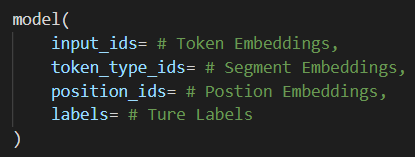 model(
    input_ids= # Token Embeddings,
    token_type_ids= # Segment Embeddings,
    position_ids= # Postion Embeddings,
    labels= # Ture Labels
)